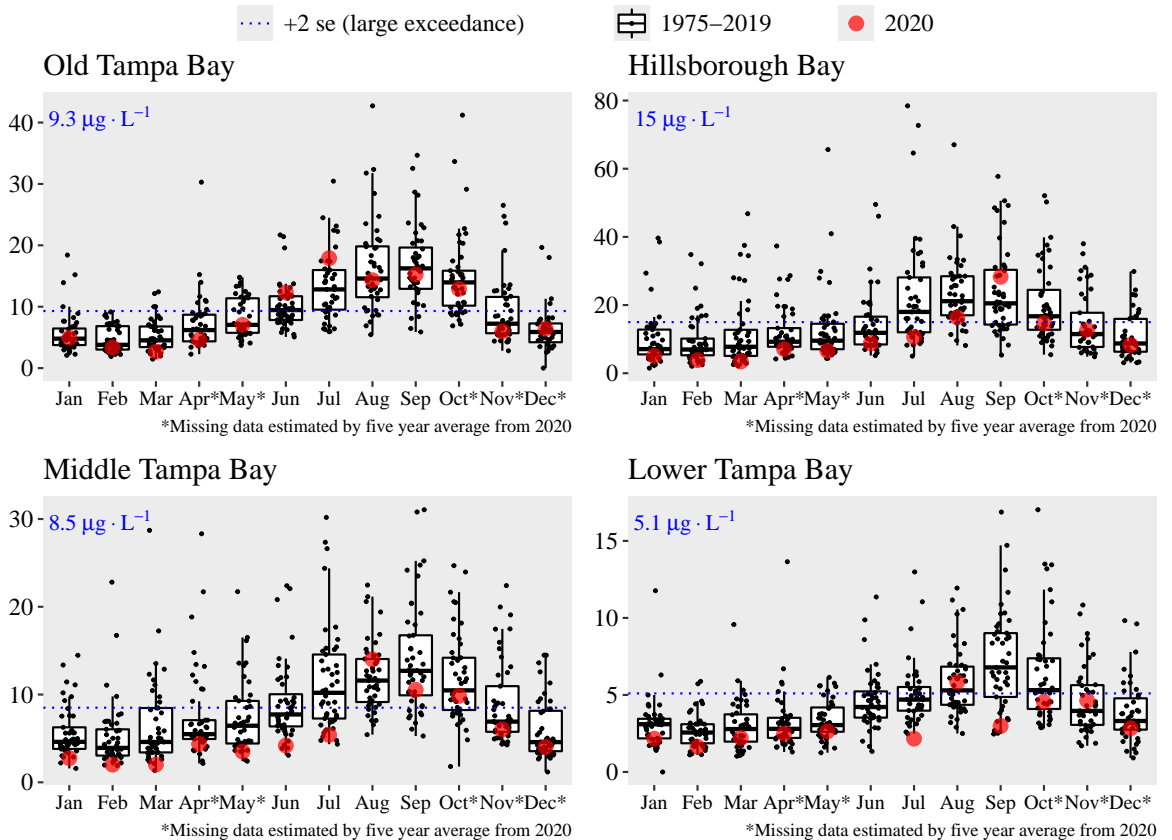 +2 se (large exceedance) 1975−2019 2020
Old Tampa Bay
9.3 μg · L−1
40
30
20
10
0
Jan Feb Mar Apr* May* Jun Jul Aug Sep Oct* Nov* Dec*
*Missing data estimated by five year average from 2020
Hillsborough Bay
15 μg · L−1
80
60
40
20
0
Jan Feb Mar Apr* May* Jun Jul Aug Sep Oct* Nov* Dec*
*Missing data estimated by five year average from 2020
Middle Tampa Bay
8.5 μg · L−1
30
20
10
0
Jan Feb Mar Apr* May* Jun Jul Aug Sep Oct* Nov* Dec*
*Missing data estimated by five year average from 2020
Lower Tampa Bay
5.1 μg · L−1
15
10
5
0
Jan Feb Mar Apr* May* Jun Jul Aug Sep Oct* Nov* Dec*
*Missing data estimated by five year average from 2020